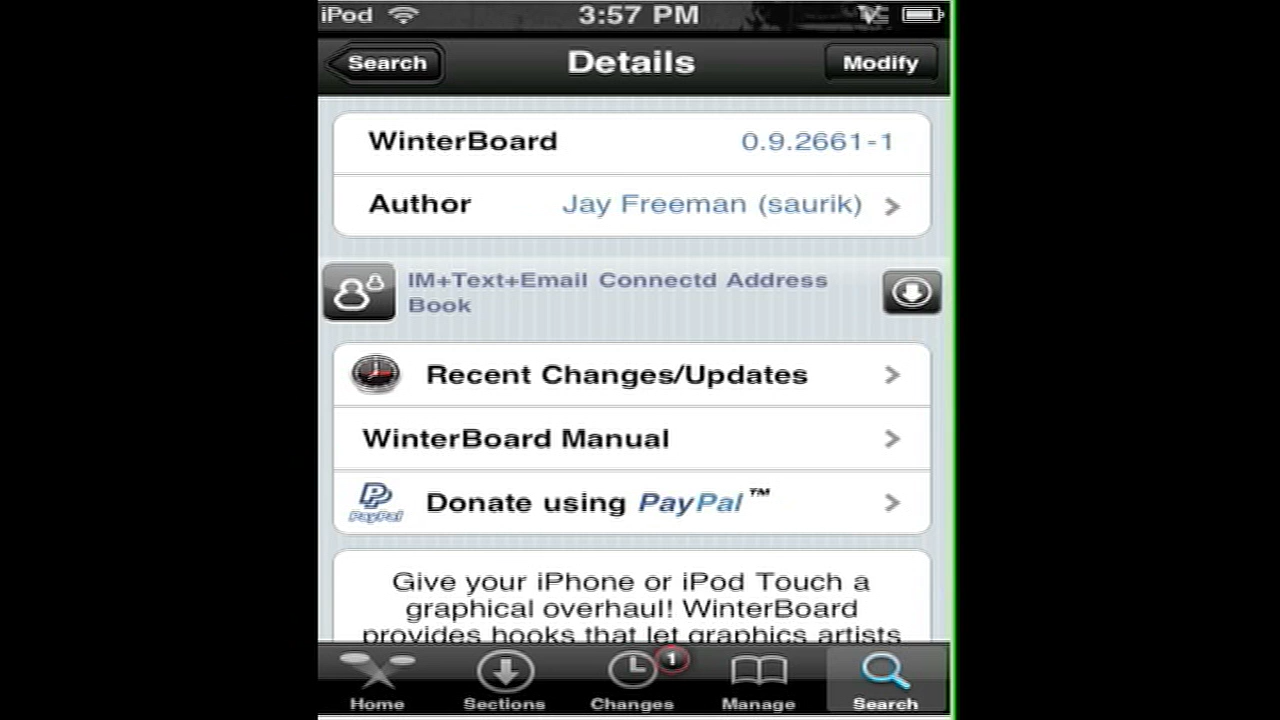 iPod 3:57 PM
Search Details Modify
WinterBoard 0.9.2661-1
Author Jay Freeman (saurik)
IM+Text+Email Connectd Address
Book
Recent Changes/Updates
WinterBoard Manual
PayPal Donate using PayPal™
Give your iPhone or iPod Touch a
graphical overhaul! WinterBoard
provides hooks that let graphics artists
1
Home Sections Changes Manage Search